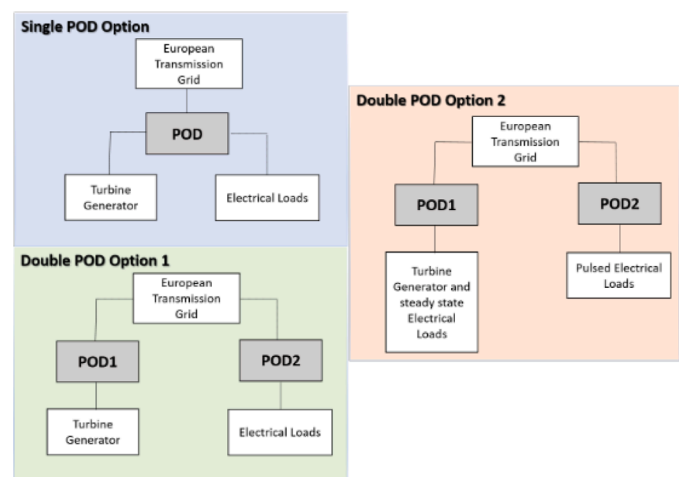 Single POD Option
European
Transmission
Grid
POD
Turbine
Generator
Electrical Loads
Double POD Option 1
European
Transmission
Grid
POD1
POD2
Turbine
Generator
Electrical Loads
Double POD Option 2
European
Transmission
Grid
POD1
POD2
Turbine
Generator and
steady state
Electrical
Loads
Pulsed Electrical
Loads